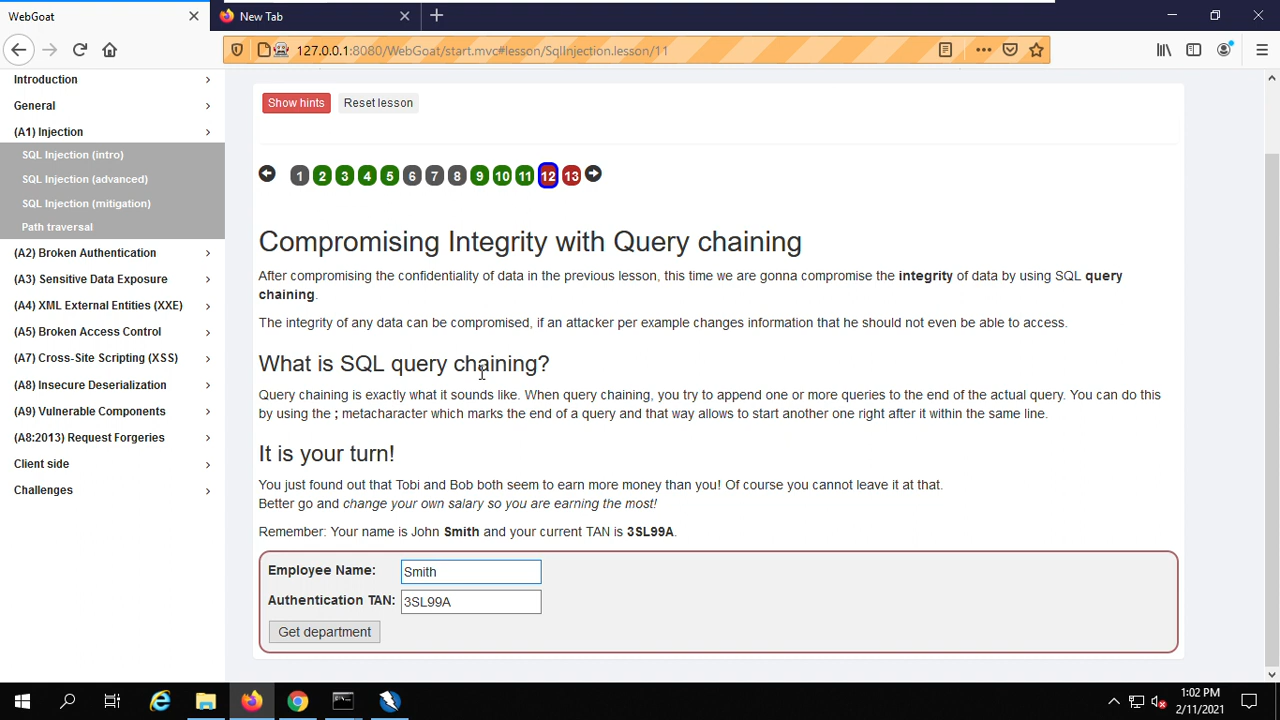 WebGoat
New Tab
127.0.0.1:8080/WebGoat/start.mvc#lesson/SqlInjection.lesson/11
Introduction
General
(A1) Injection
SQL Injection (intro)
SQL Injection (advanced)
SQL Injection (mitigation)
Path traversal
(A2) Broken Authentication
(A3) Sensitive Data Exposure
(A4) XML External Entities (XXE)
(A5) Broken Access Control
(A7) Cross-Site Scripting (XSS)
(A8) Insecure Deserialization
(A9) Vulnerable Components
(A8:2013) Request Forgeries
Client side
Challenges
Show hints Reset lesson
1 2 3 4 5 6 7 8 9 10 11 12 13
Compromising Integrity with Query chaining
After compromising the confidentiality of data in the previous lesson, this time we are gonna compromise the integrity of data by using SQL query
chaining.
The integrity of any data can be compromised, if an attacker per example changes information that he should not even be able to access.
What is SQL query chaining?
Query chaining is exactly what it sounds like. When query chaining, you try to append one or more queries to the end of the actual query. You can do this
by using the ; metacharacter which marks the end of a query and that way allows to start another one right after it within the same line.
It is your turn!
You just found out that Tobi and Bob both seem to earn more money than you! Of course you cannot leave it at that.
Better go and change your own salary so you are earning the most!
Remember: Your name is John Smith and your current TAN is 3SL99A.
Employee Name: Smith
Authentication TAN: 3SL99A
Get department
1:02 PM
2/11/2021